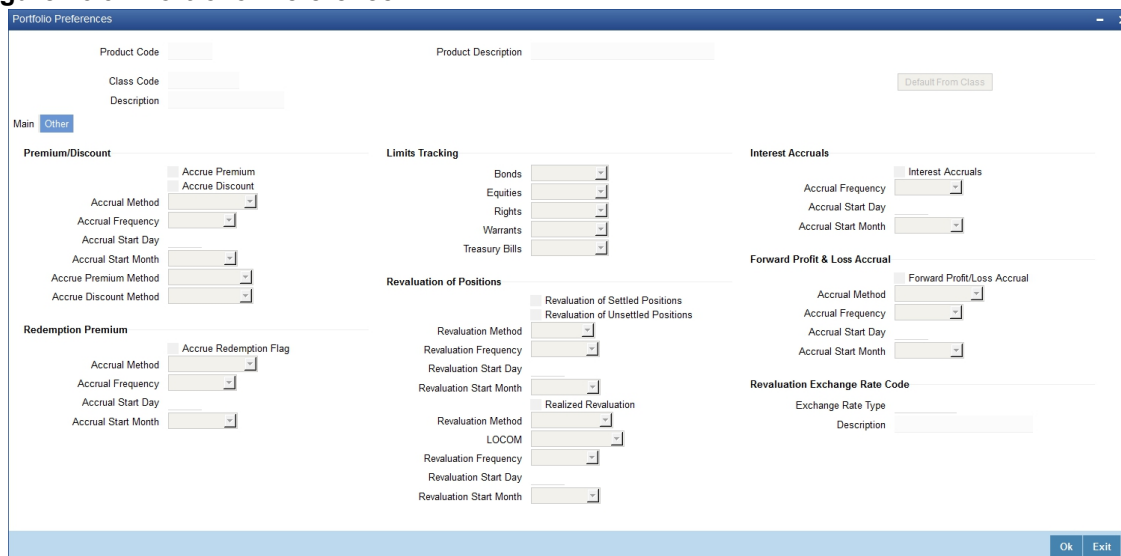 Portfolio Preferences
Product Code
Product Description
Class Code
Default From Class
Description
Main Other
Premium/Discount
Accrue Premium
Accrue Discount
Accrual Method
Accrual Frequency
Accrual Start Day
Accrual Start Month
Accrue Premium Method
Accrue Discount Method
Redemption Premium
Accrue Redemption Flag
Accrual Method
Accrual Frequency
Accrual Start Day
Accrual Start Month
Limits Tracking
Bonds
Equities
Rights
Warrants
Treasury Bills
Revaluation of Positions
Revaluation of Settled Positions
Revaluation of Unsettled Positions
Revaluation Method
Revaluation Frequency
Revaluation Start Day
Revaluation Start Month
Realized Revaluation
Revaluation Method
LOCOM
Revaluation Frequency
Revaluation Start Day
Revaluation Start Month
Interest Accruals
Interest Accruals
Accrual Frequency
Accrual Start Day
Accrual Start Month
Forward Profit & Loss Accrual
Forward Profit/Loss Accrual
Accrual Method
Accrual Frequency
Accrual Start Day
Accrual Start Month
Revaluation Exchange Rate Code
Exchange Rate Type
Description
Ok Exit